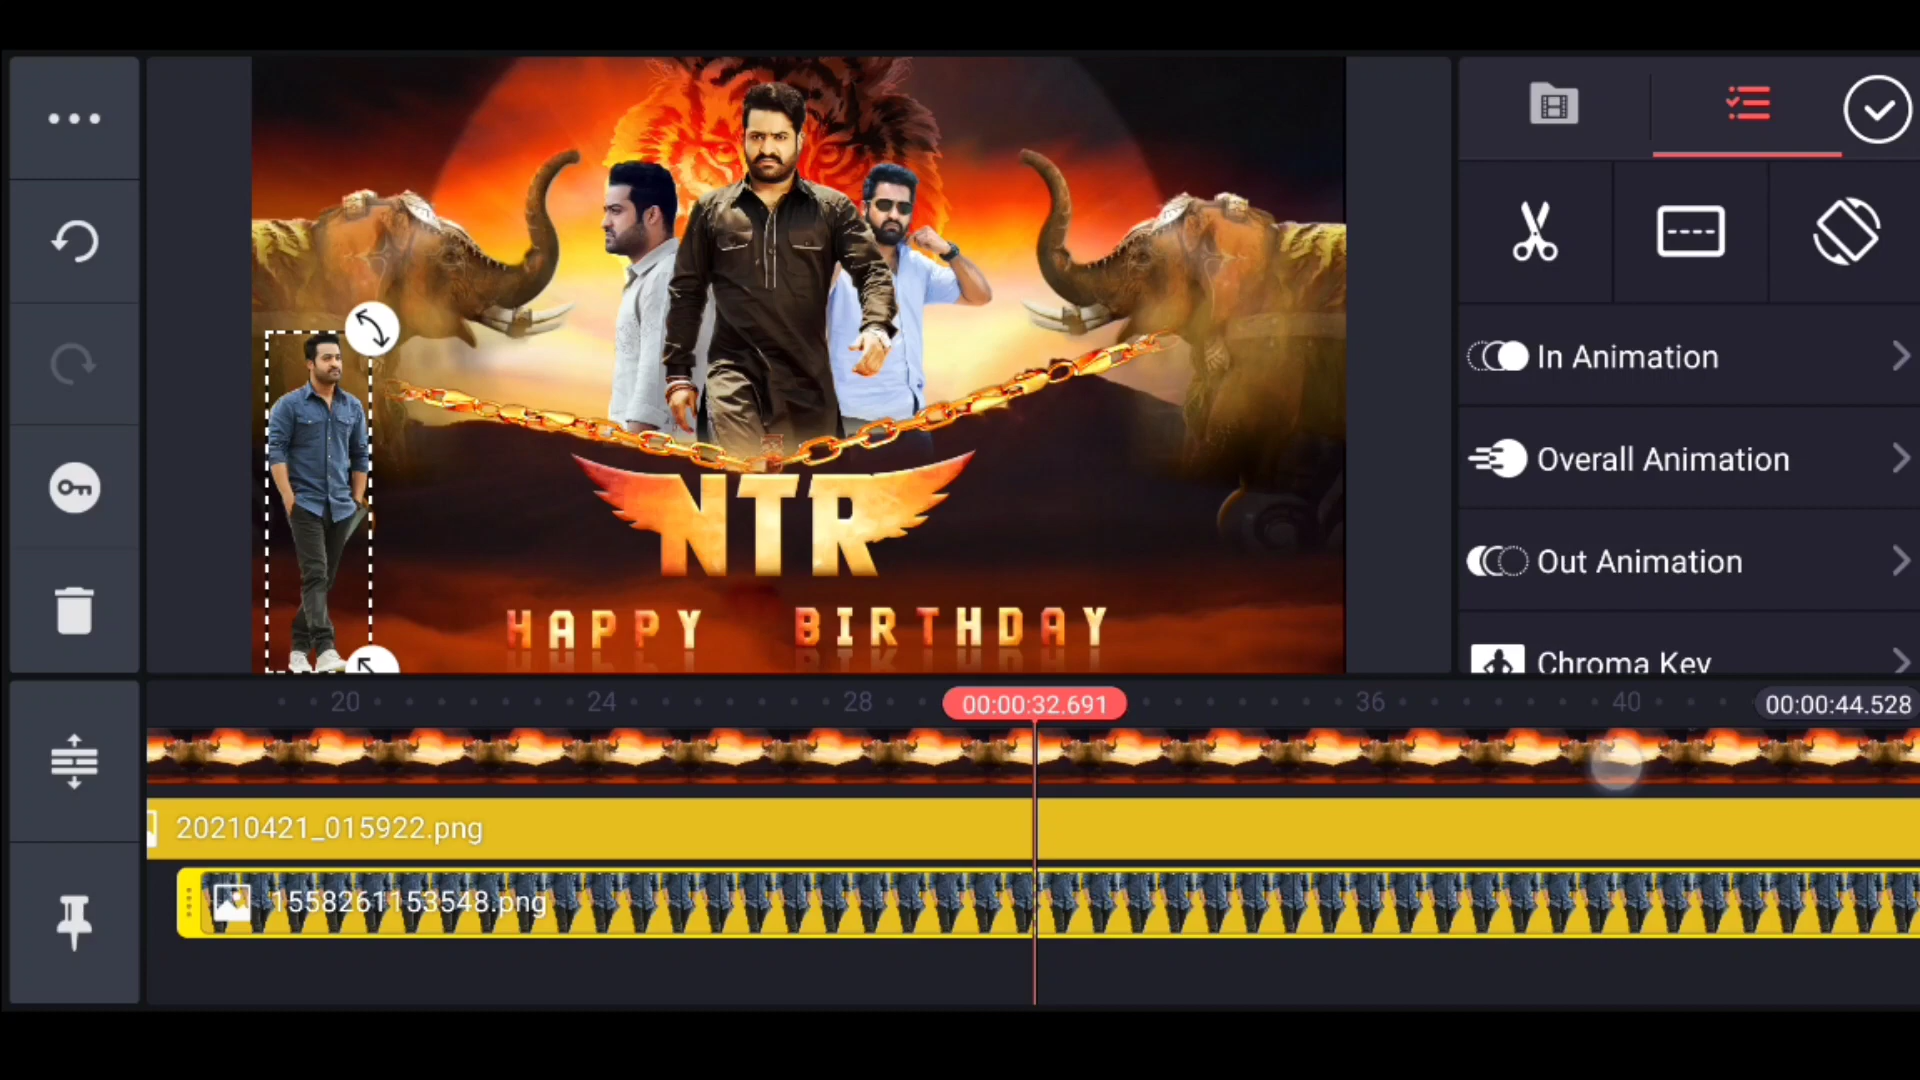 NTR
HAPPY BIRTHDAY
In Animation
Overall Animation
Out Animation
Chroma Key
20
24
28
00:00:32.691
36
40
00:00:44.528
20210421_015922.png
1558261153548.png